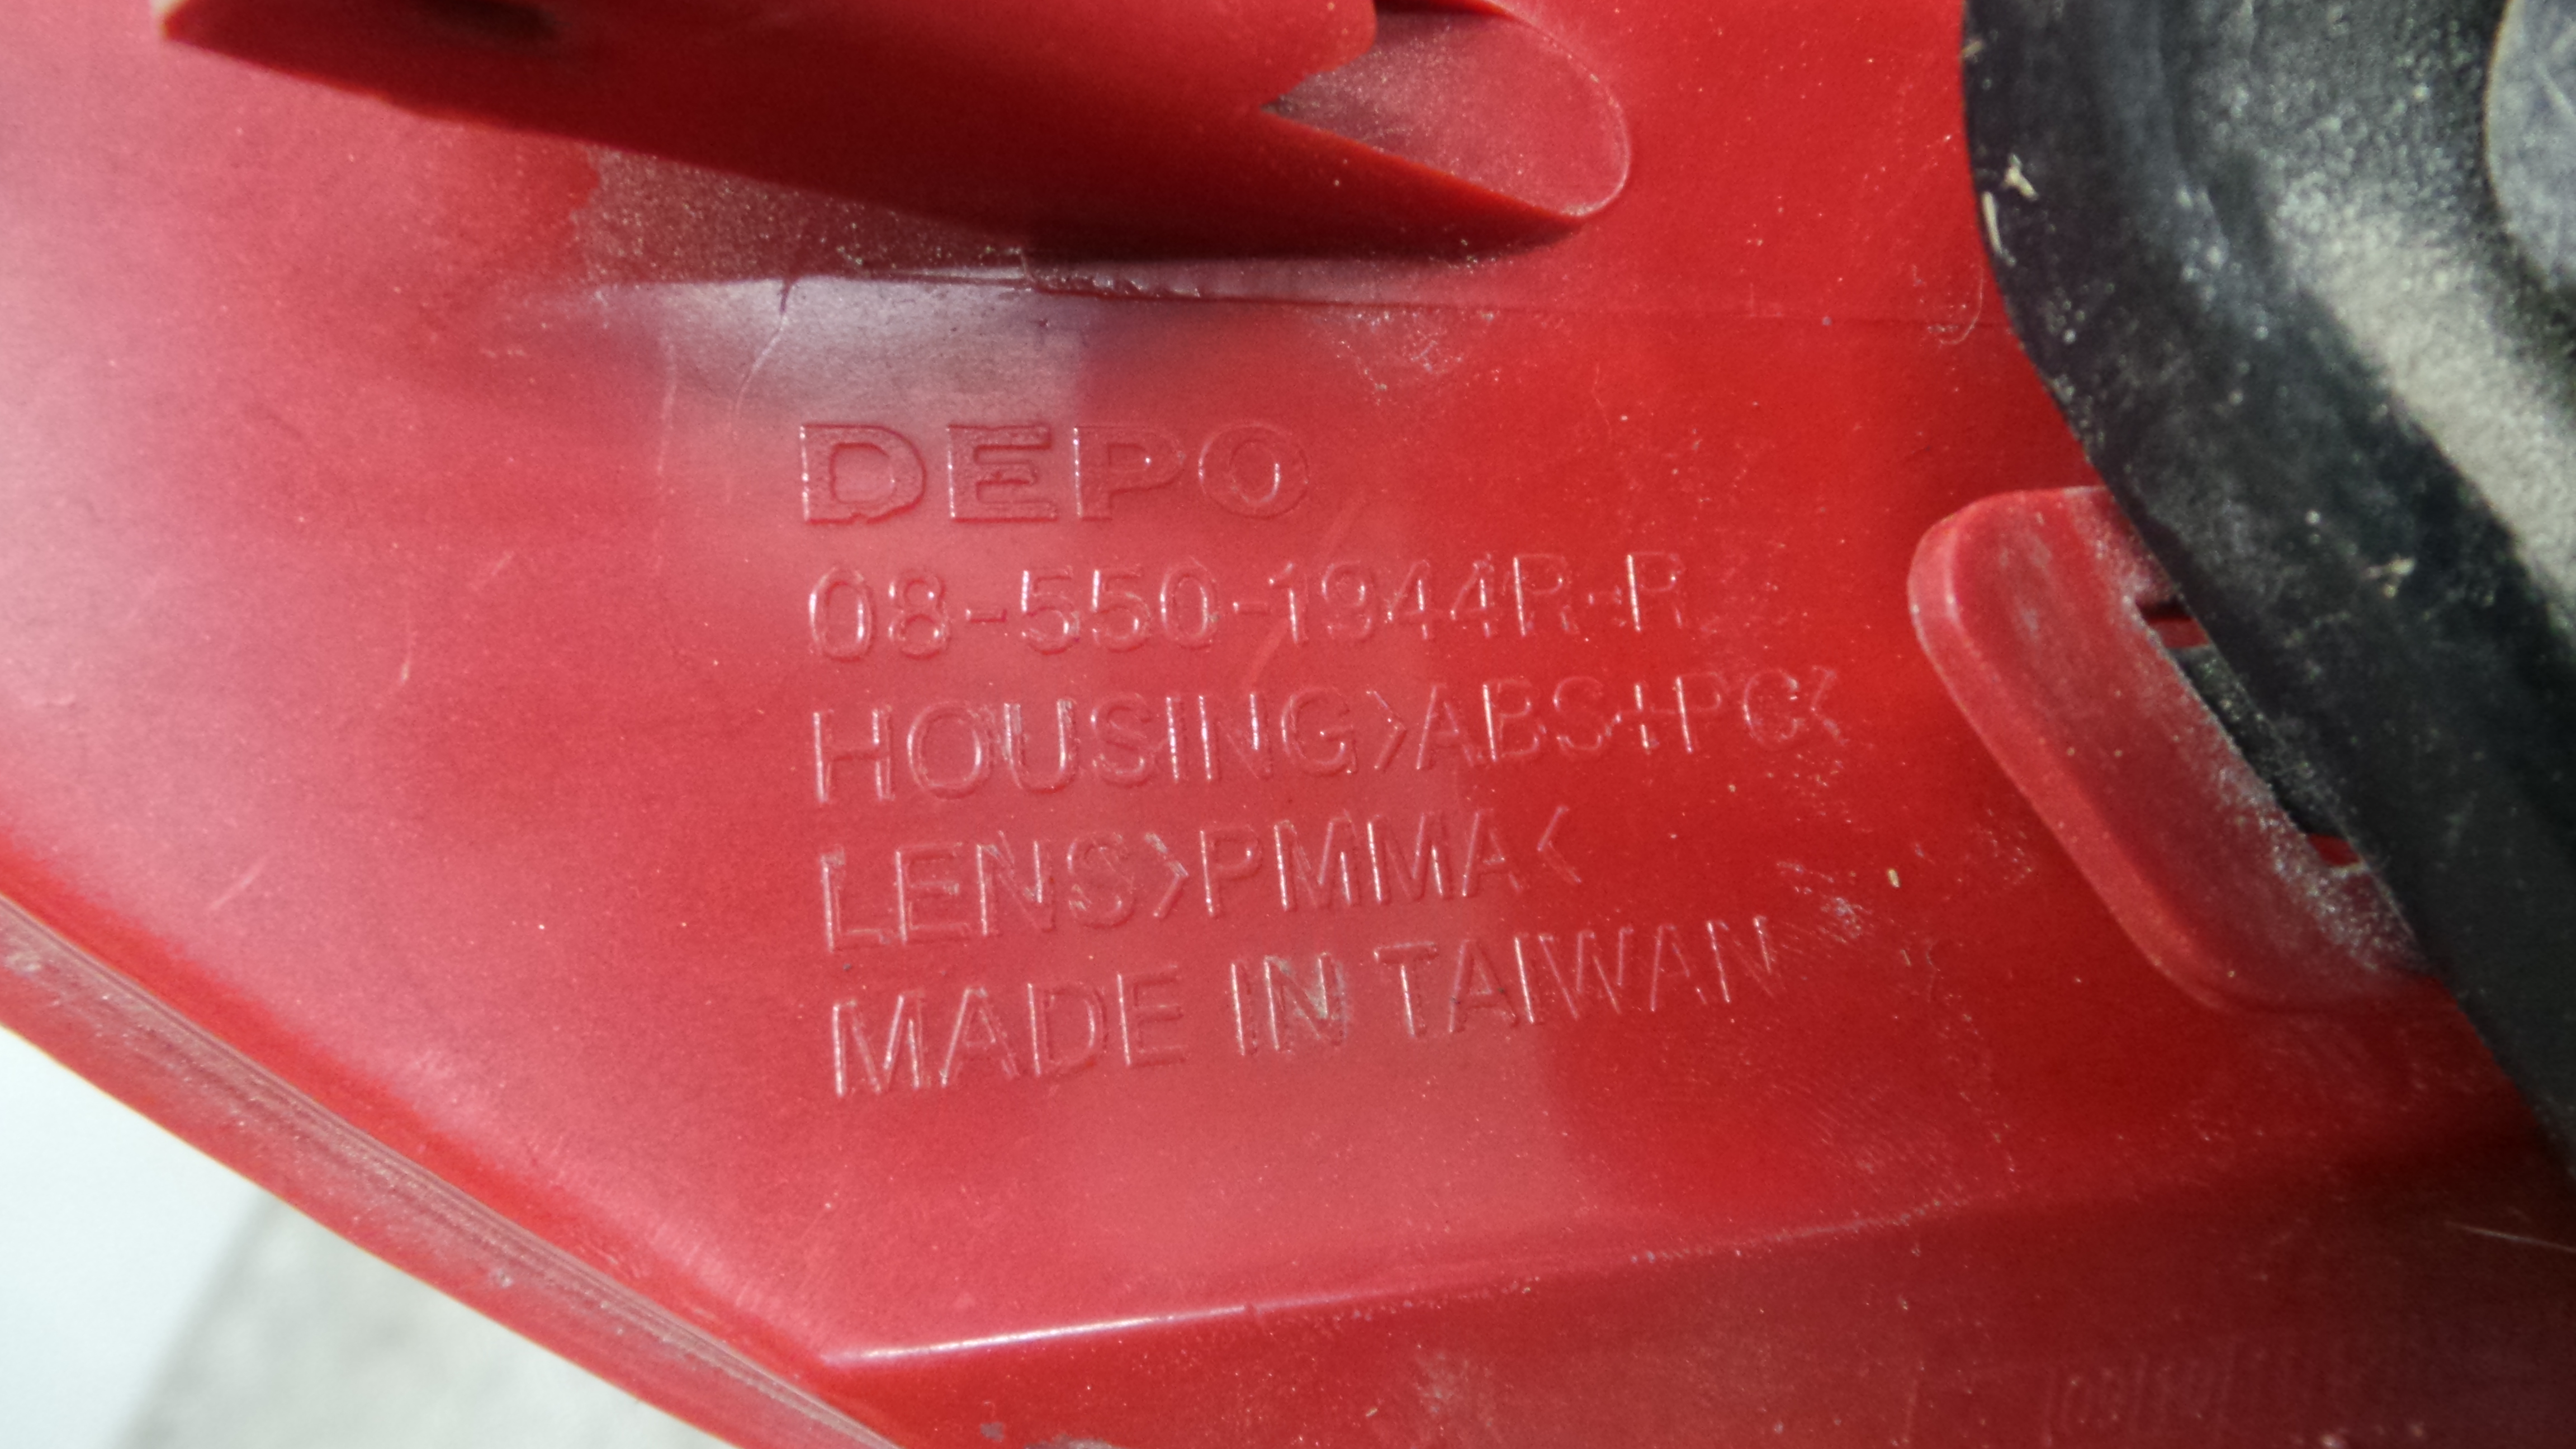 DEPO
08-550-1944R-R
HOUSING>ABS+PC<
LENS>PMMA<
MADE IN TAIWAN